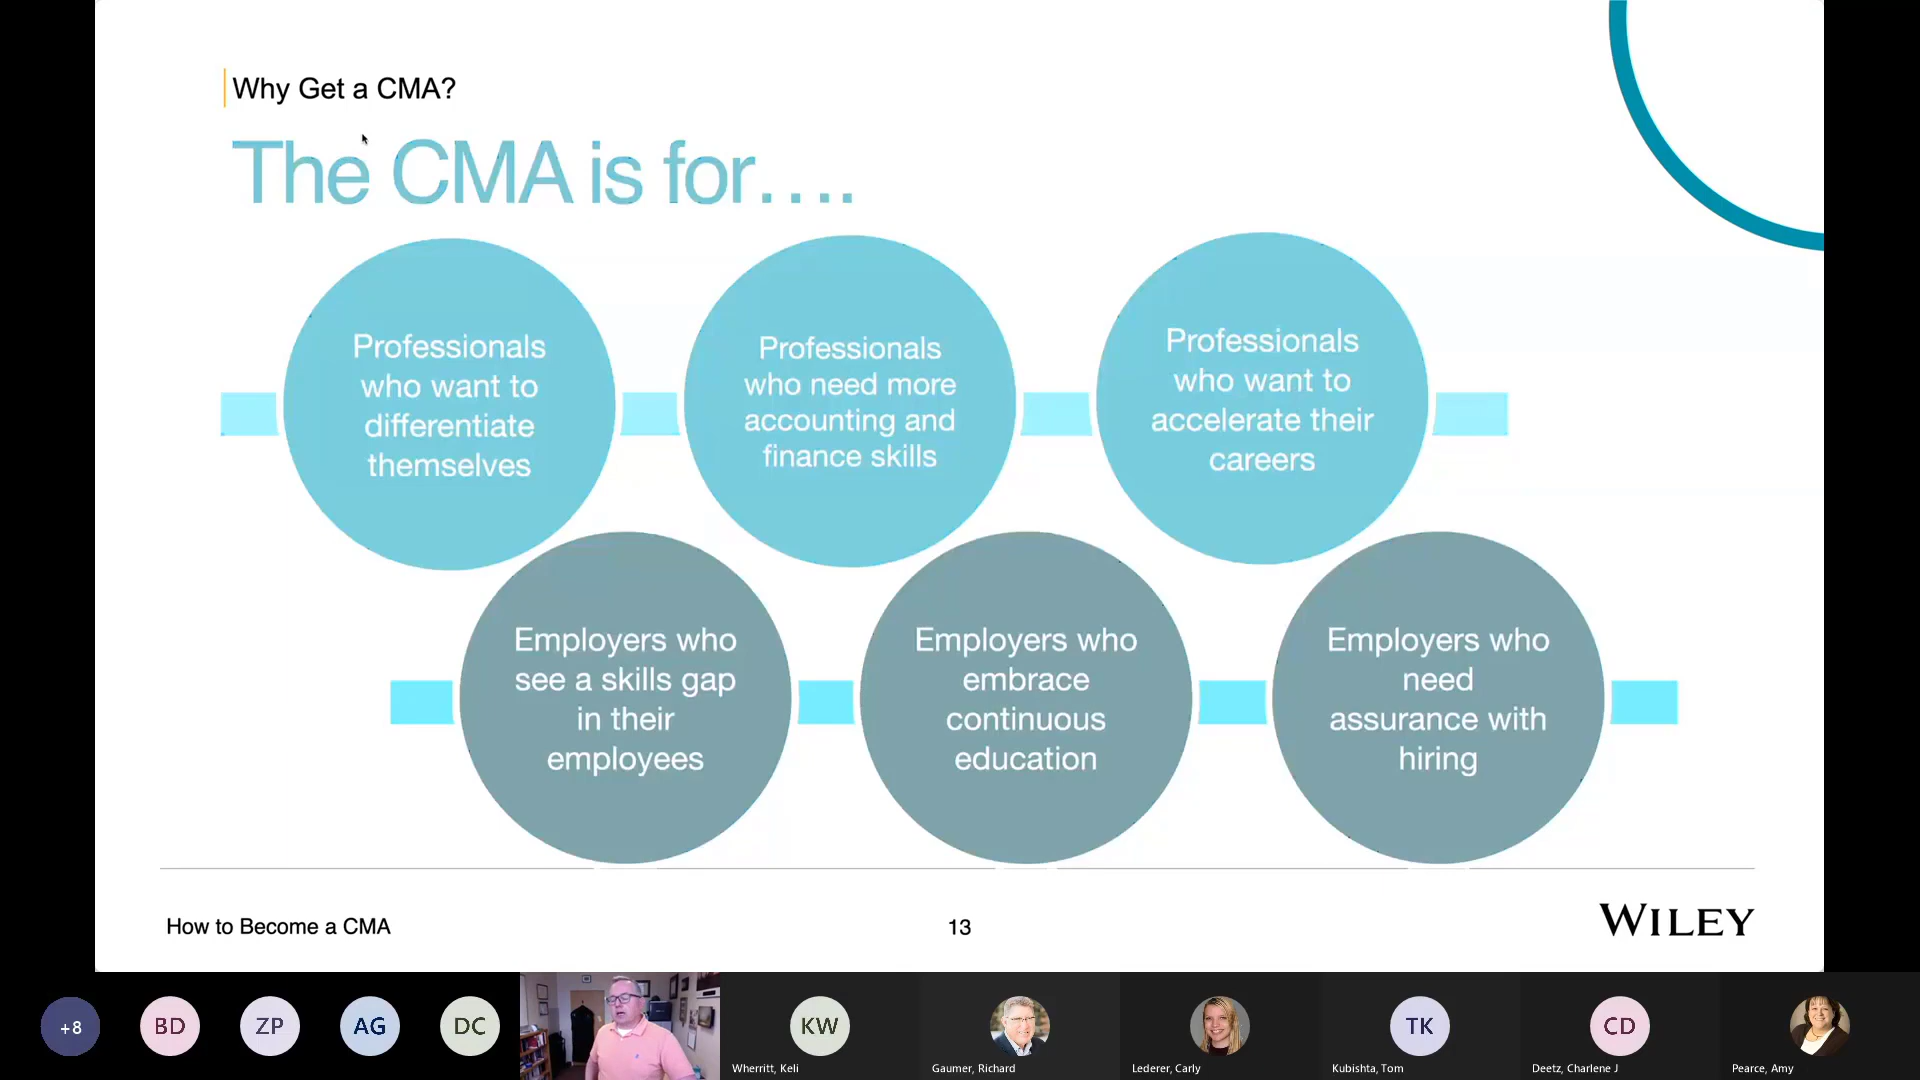 Why Get a CMA?
The CMA is for....
Professionals
who want to
differentiate
themselves
Professionals
who need more
accounting and
finance skills
Professionals
who want to
accelerate their
careers
Employers who
see a skills gap
in their
employees
Employers who
embrace
continuous
education
Employers who
need
assurance with
hiring
How to Become a CMA
13
WILEY
+8
BD
ZP
AG
DC
KW
TK
CD
Wherritt, Keli
Gaumer, Richard
Lederer, Carly
Kubishta, Tom
Deetz, Charlene J
Pearce, Amy